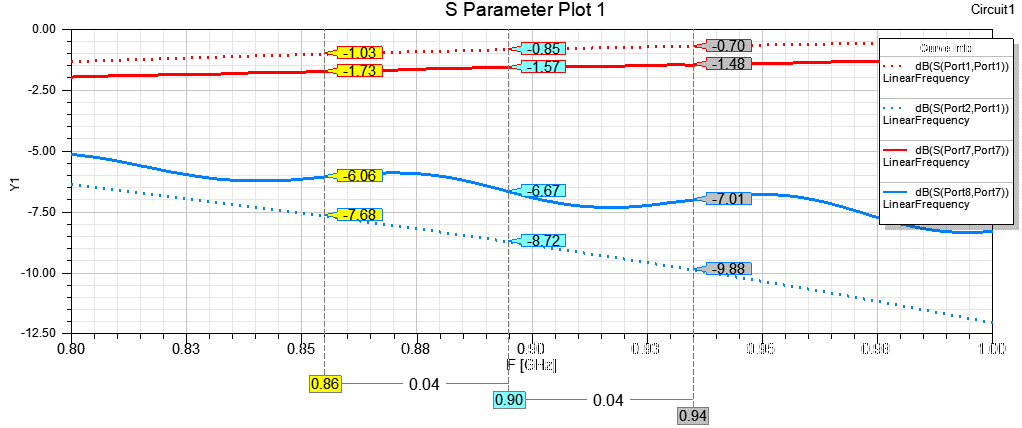 S Parameter Plot 1
Circuit1
0.00
-2.50
-5.00
-7.50
-10.00
-12.50
Y1
-1.03
-0.85
-0.70
-1.73
-1.57
-1.48
-6.06
-6.67
-7.01
-7.68
-8.72
-9.88
Curve Info
dB(S(Port1,Port1))
LinearFrequency
dB(S(Port2,Port1))
LinearFrequency
dB(S(Port7,Port7))
LinearFrequency
dB(S(Port8,Port7))
LinearFrequency
0.80 0.83 0.85 0.88 0.90 0.93 0.95 0.98 1.00
IF [GHz]
0.86 0.04
0.90 0.04
0.94